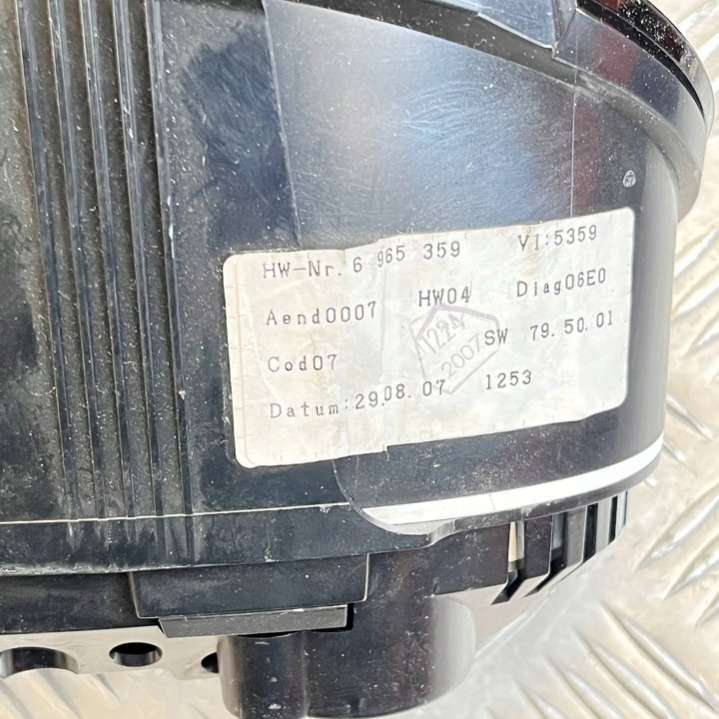 HW-Nr. 6 965 359 VI:5359
Aend0007 HW04 Diag06E0
1224
2007
Cod07 SW 79.50.01
Datum:29.08.07 1253